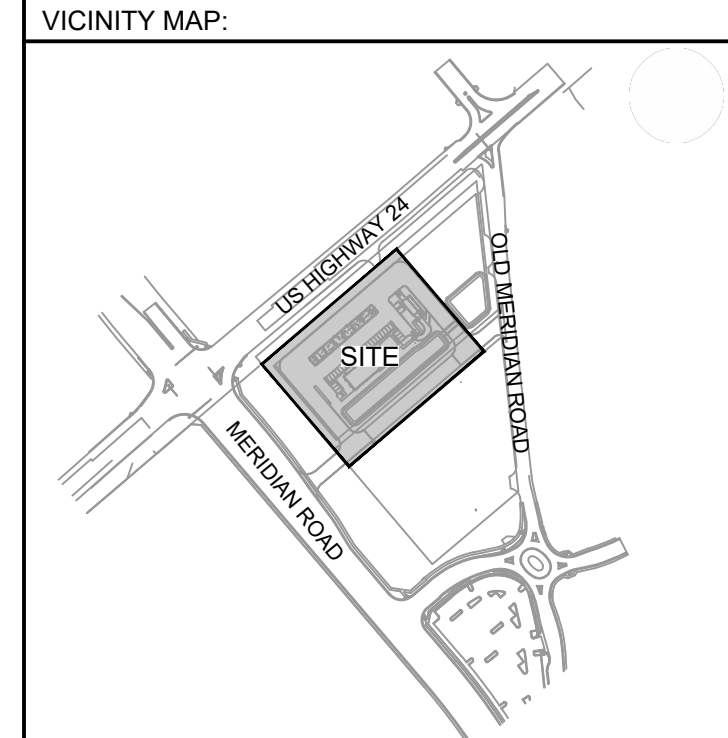 VICINITY MAP:
US HIGHWAY 24
OLD MERIDIAN ROAD
SITE
MERIDIAN ROAD